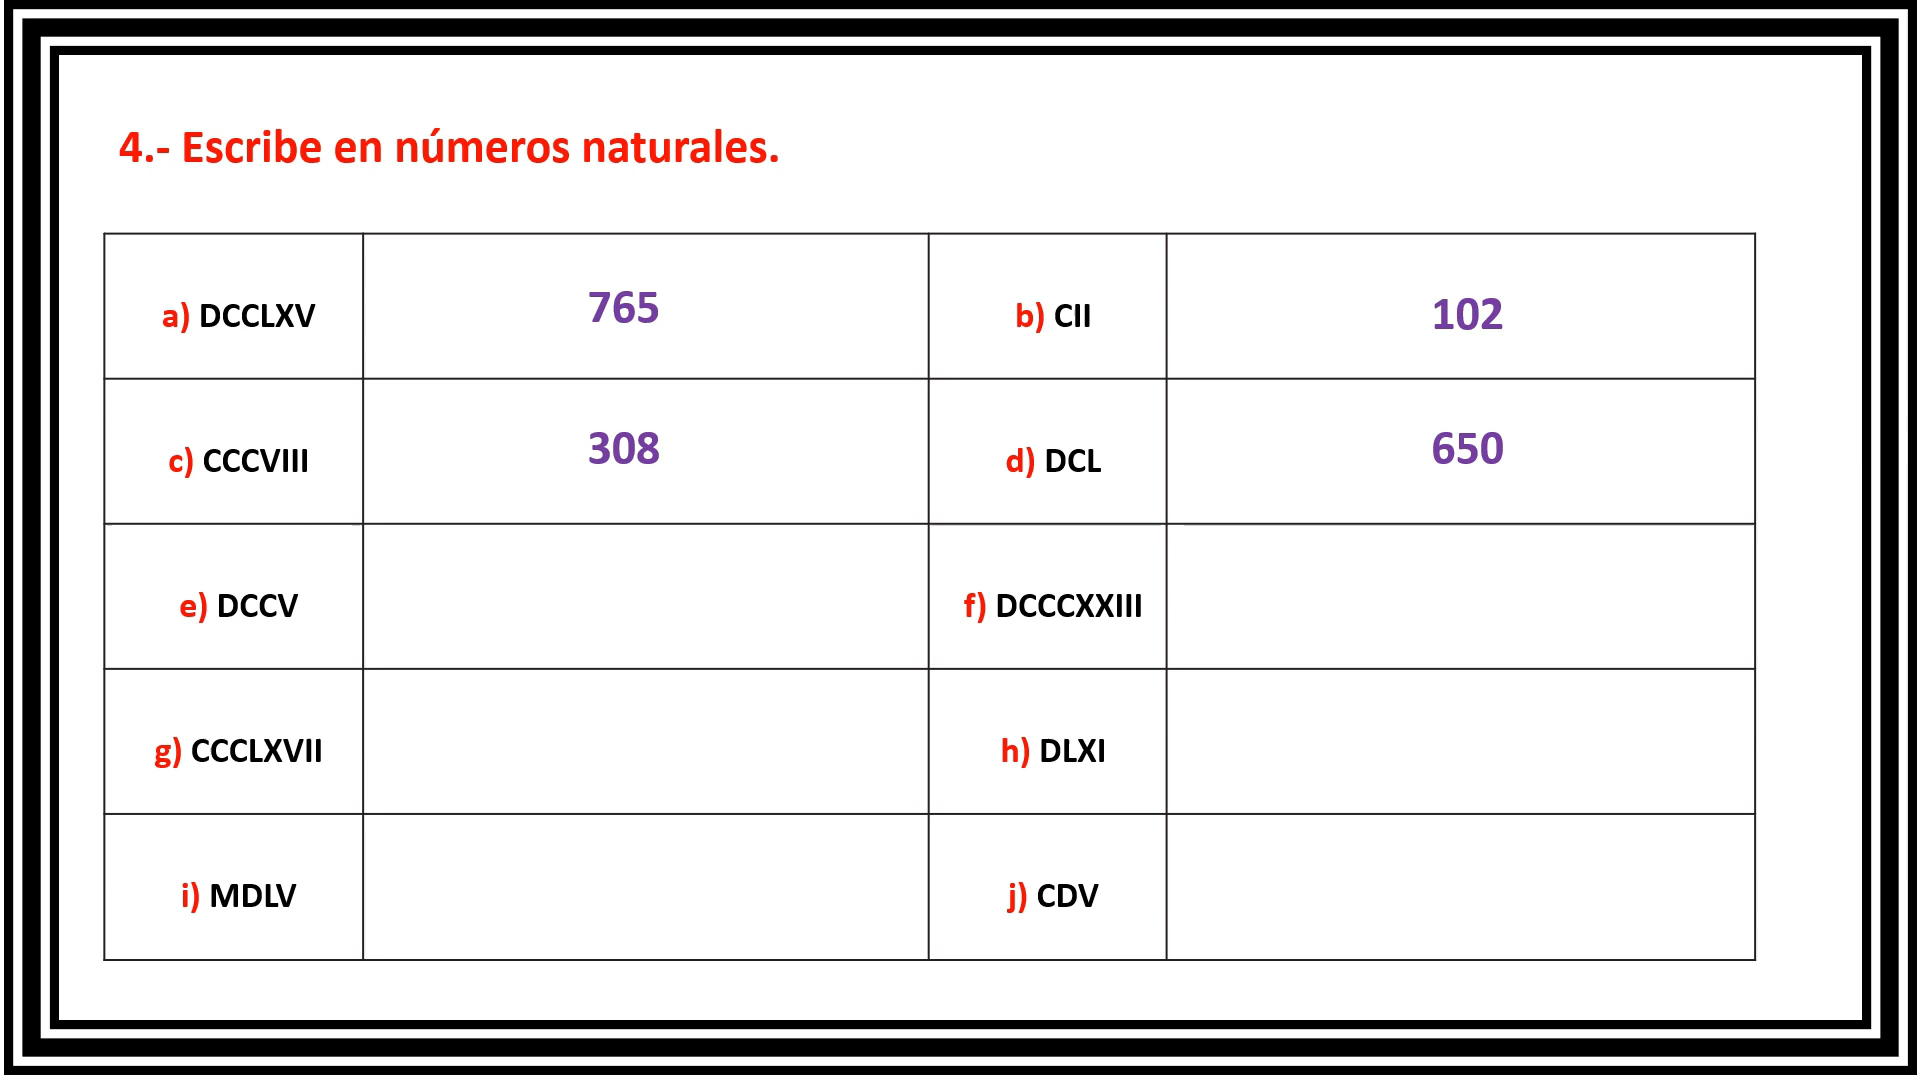 4.- Escribe en números naturales.
a) DCCLXV 765 b) CII 102
c) CCCVIII 308 d) DCL 650
e) DCCV f) DCCCXXIII
g) CCCLXVII h) DLXI
i) MDLV j) CDV